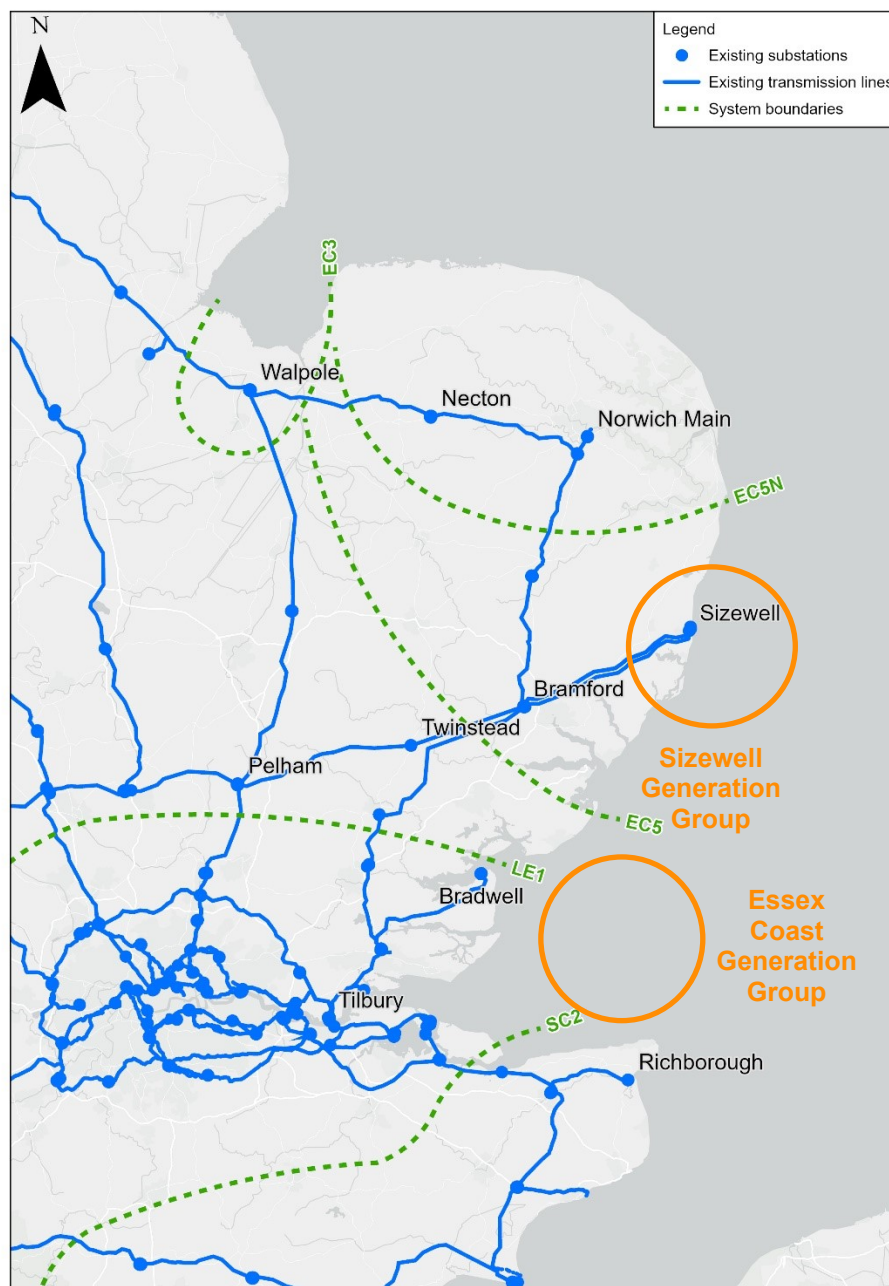 N
Legend
Existing substations
Existing transmission lines
System boundaries
EC3
Walpole
Necton
Norwich Main
EC5N
Sizewell
Bramford
Twinstead
Pelham
Sizewell
Generation
Group
EC5
LE1
Bradwell
Essex
Coast
Generation
Group
Tilbury
SC2
Richborough